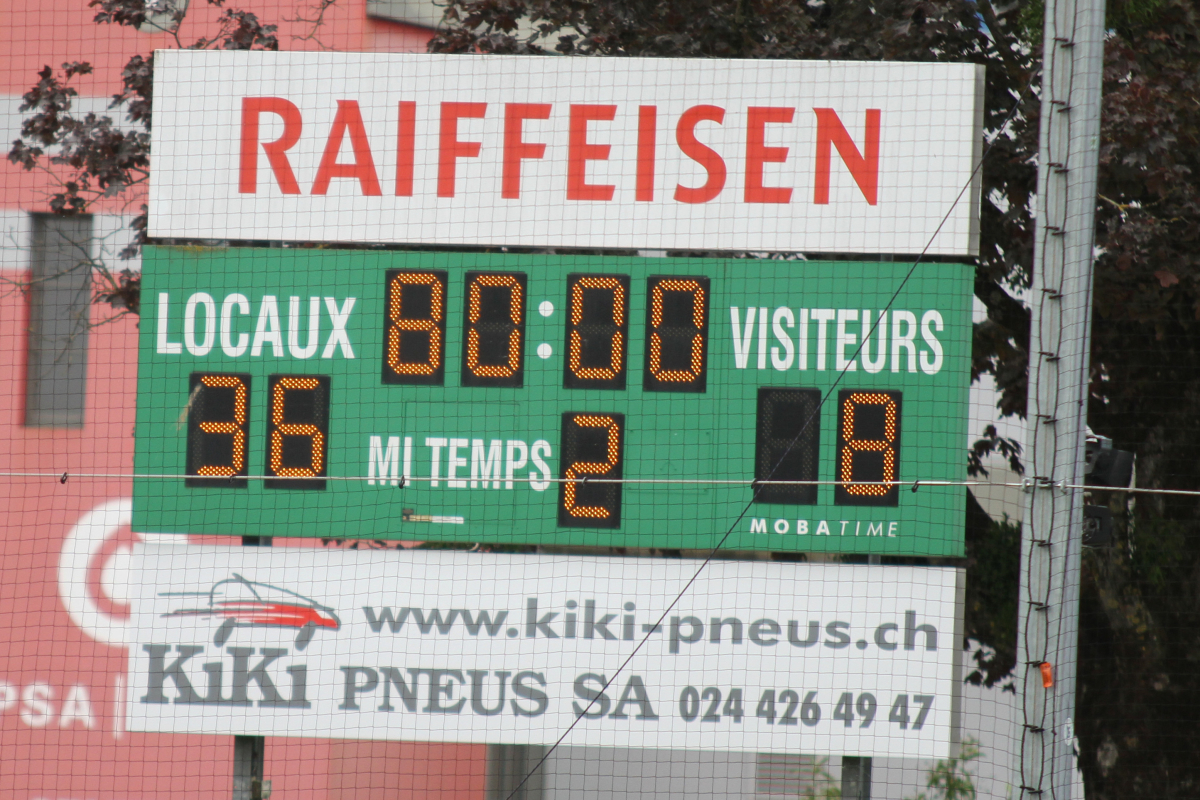 RAIFFEISEN
LOCAUX 80:00 VISITEURS
36 MI TEMPS 2 8
MOBATIME
www.kiki-pneus.ch
KiKi PNEUS SA 024 426 49 47
PSA